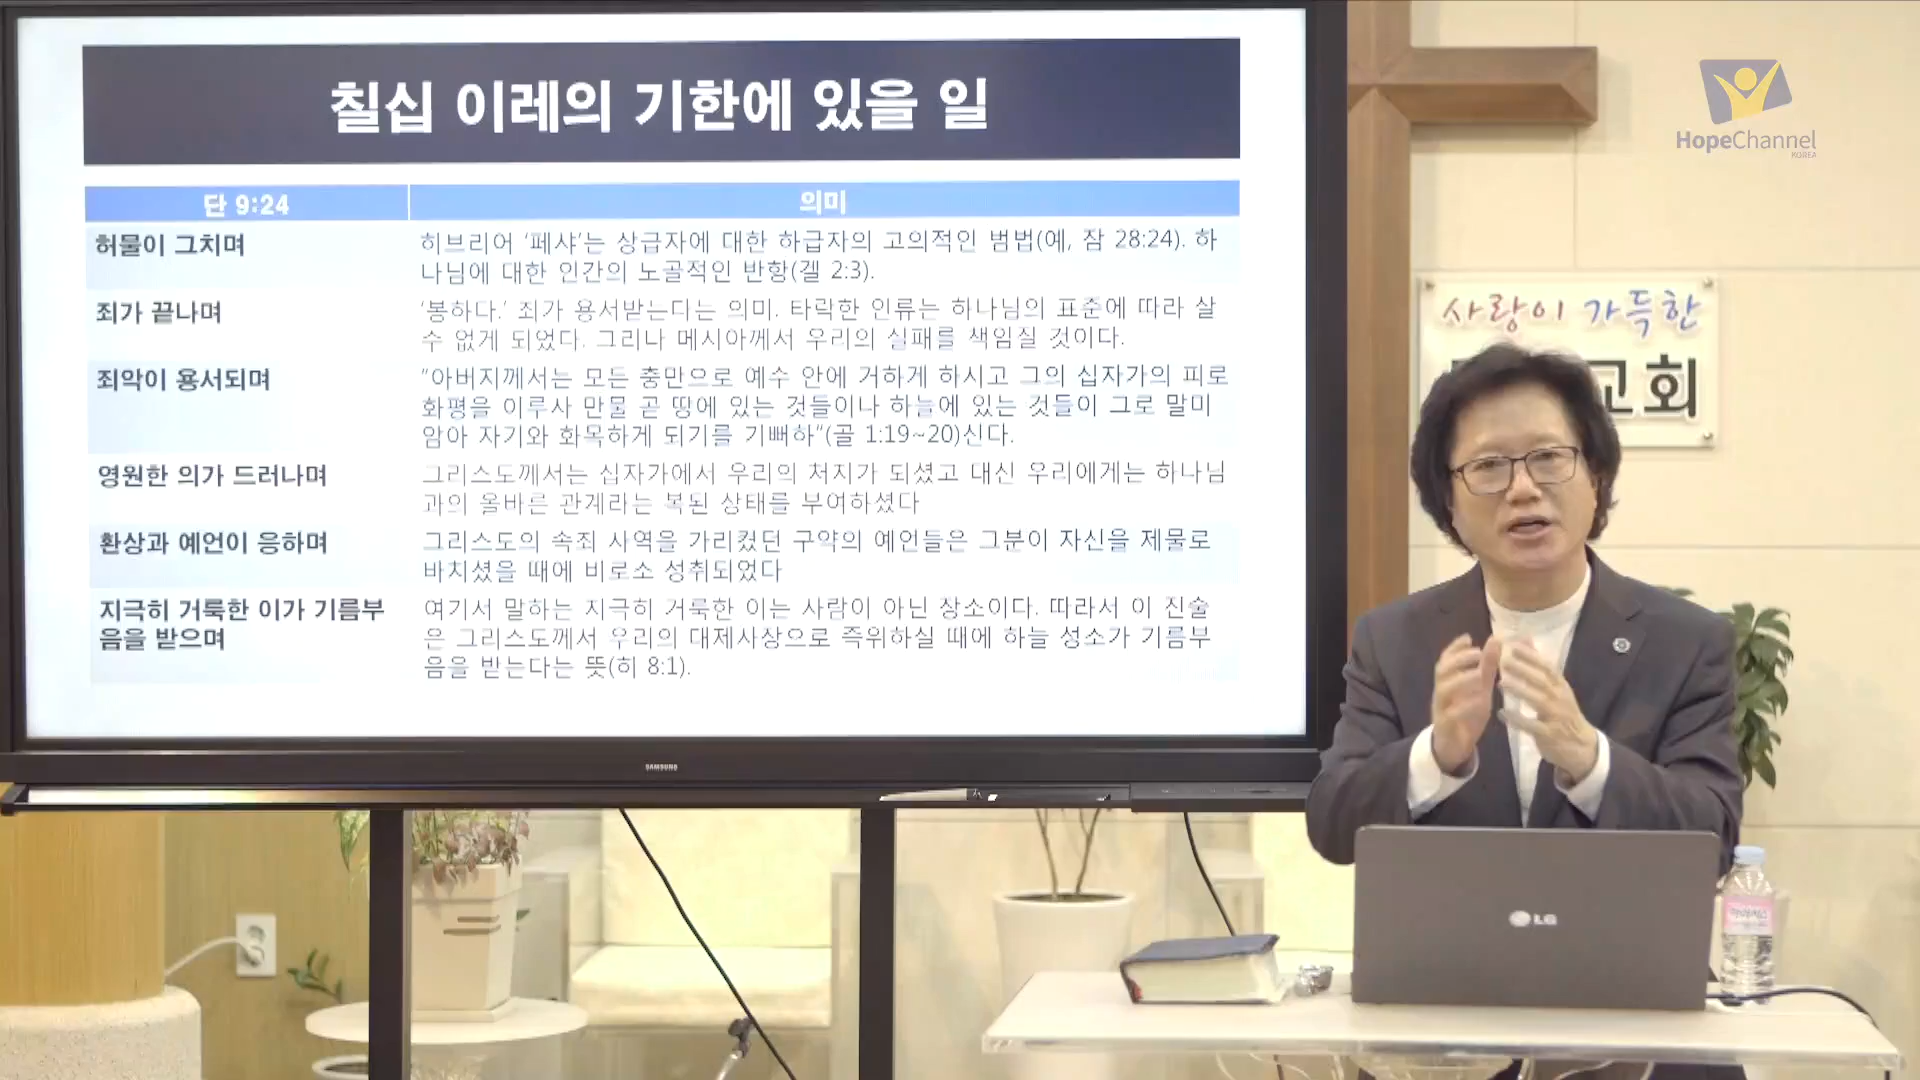 칠십 이레의 기한에 있을 일
단 9:24
의미
허물이 그치며
히브리어 ‘페샤’는 상급자에 대한 하급자의 고의적인 범법(예, 잠 28:24). 하
나님에 대한 인간의 노골적인 반항(겔 2:3).
죄가 끝나며
‘봉하다.’ 죄가 용서받는다는 의미. 타락한 인류는 하나님의 표준에 따라 살
수 없게 되었다. 그러나 메시아께서 우리의 실패를 책임질 것이다.
죄악이 용서되며
“아버지께서는 모든 충만으로 예수 안에 거하게 하시고 그의 십자가의 피로
화평을 이루사 만물 곧 땅에 있는 것들이나 하늘에 있는 것들이 그로 말미
암아 자기와 화목하게 되기를 기뻐하”(골 1:19~20)신다.
영원한 의가 드러나며
그리스도께서는 십자가에서 우리의 처지가 되셨고 대신 우리에게는 하나님
과의 올바른 관계라는 복된 상태를 부여하셨다
환상과 예언이 응하며
그리스도의 속죄 사역을 가리켰던 구약의 예언들은 그분이 자신을 제물로
바치셨을 때에 비로소 성취되었다
지극히 거룩한 이가 기름부
음을 받으며
여기서 말하는 지극히 거룩한 이는 사람이 아닌 장소이다. 따라서 이 진술
은 그리스도께서 우리의 대제사장으로 즉위하실 때에 하늘 성소가 기름부
음을 받는다는 뜻(히 8:1).
SAMSUNG
HopeChannel
KOREA
사랑이 가득한
교회
LG